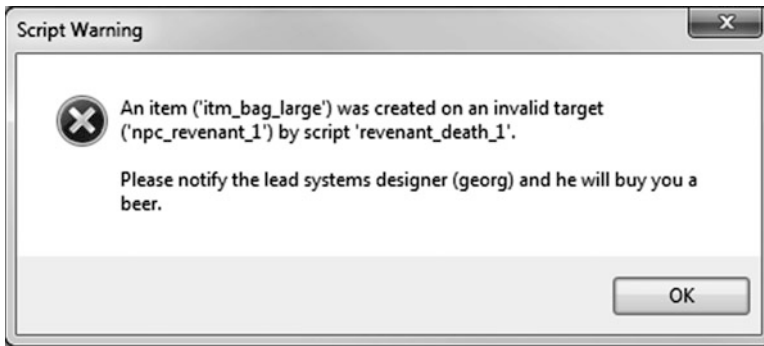 Script Warning
An item ('itm_bag_large') was created on an invalid target
('npc_revenant_1') by script 'revenant_death_1'.
Please notify the lead systems designer (georg) and he will buy you a
beer.
OK